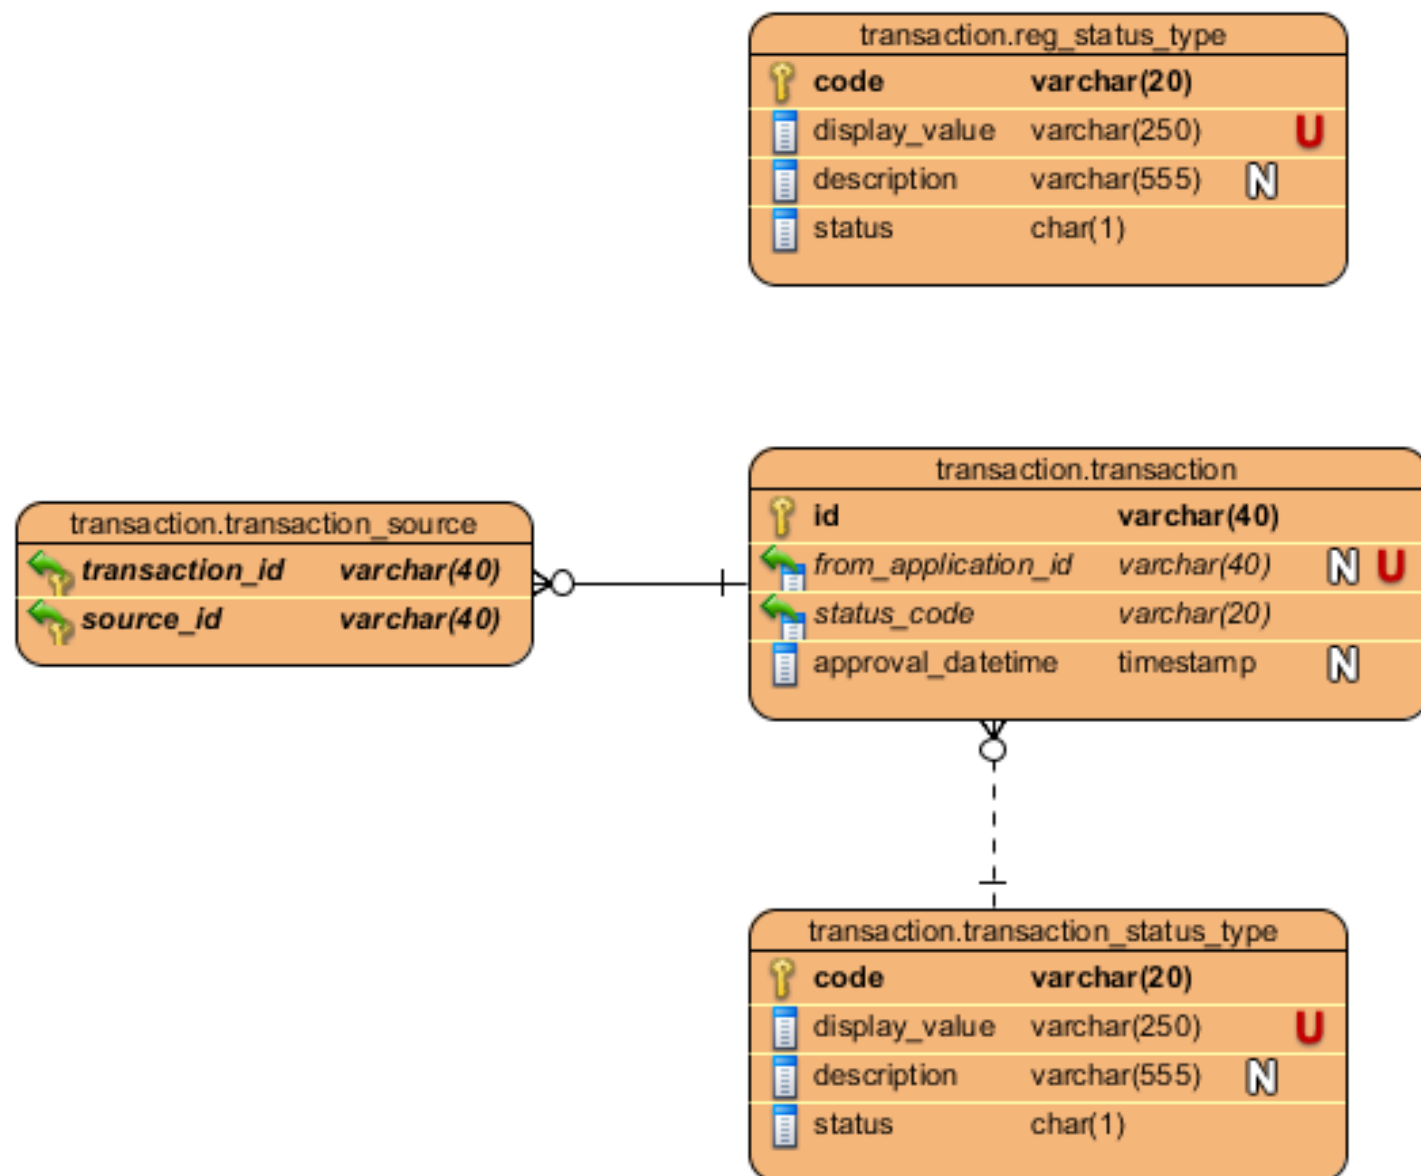 transaction.reg_status_type
code varchar(20)
display_value varchar(250) U
description varchar(555) N
status char(1)
transaction.transaction_source
transaction_id varchar(40)
source_id varchar(40)
transaction.transaction
id varchar(40)
from_application_id varchar(40) N U
status_code varchar(20)
approval_datetime timestamp N
transaction.transaction_status_type
code varchar(20)
display_value varchar(250) U
description varchar(555) N
status char(1)